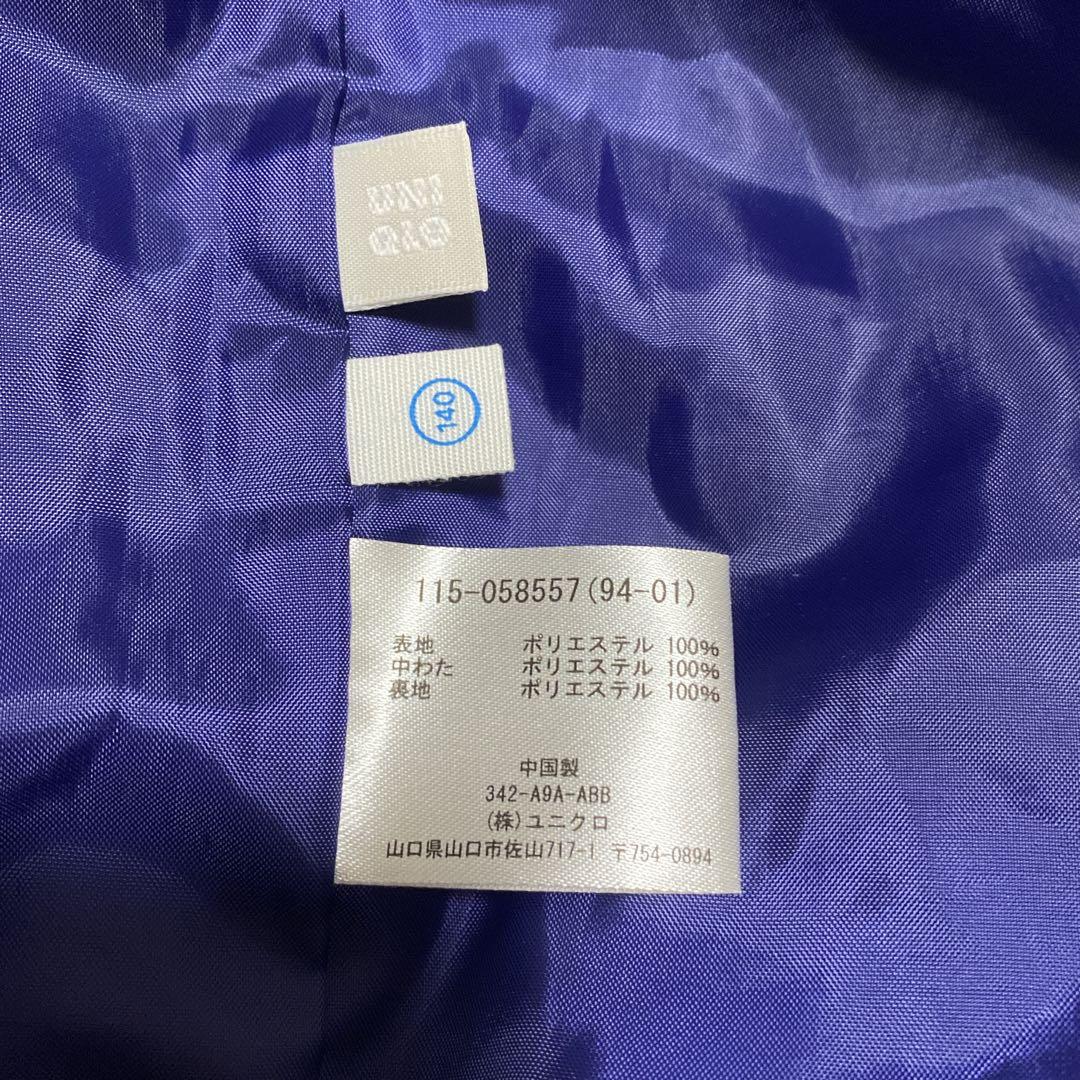 UNI
QLO
140
115-058557(94-01)
表地 ポリエステル 100%
中わた ポリエステル 100%
裏地 ポリエステル 100%
中国製
342-A9A-ABB
(株)ユニクロ
山口県山口市佐山717-1 〒754-0894